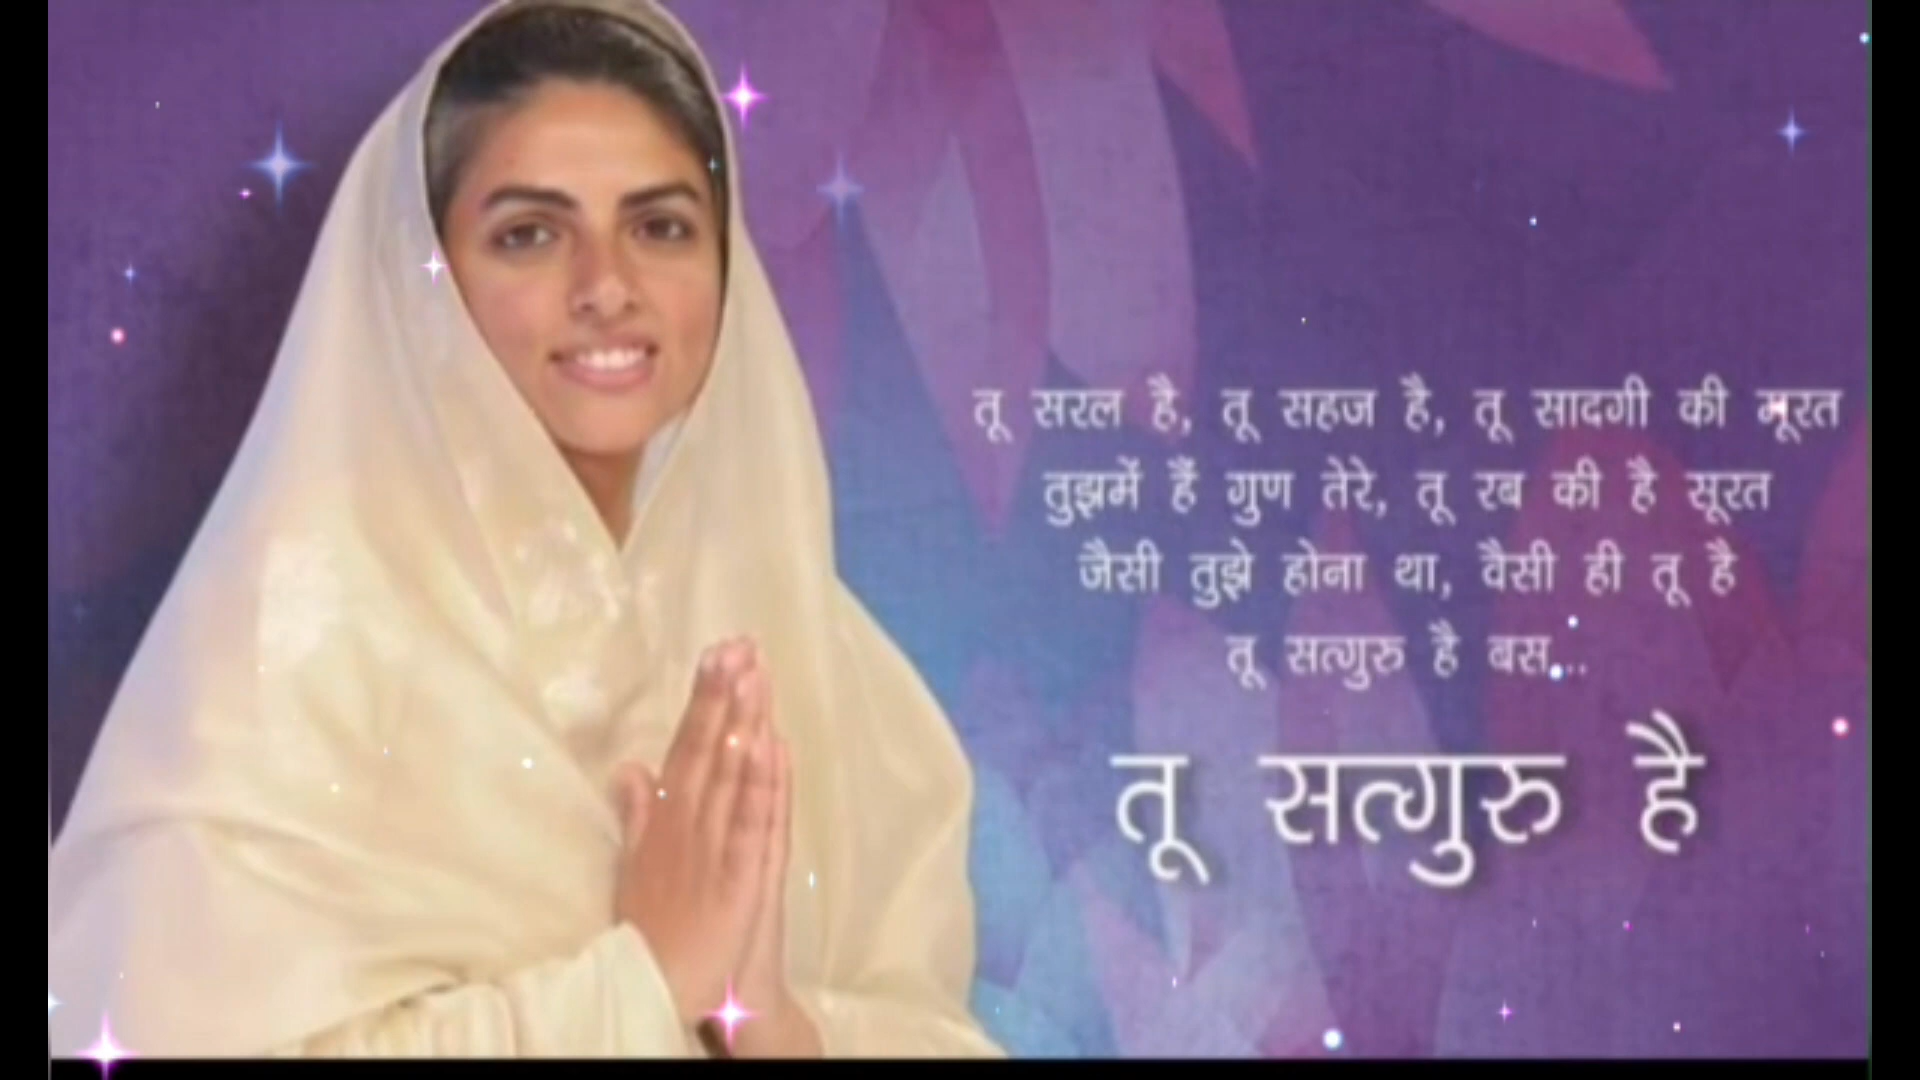 तू सरल है, तू सहज है, तू सादगी की मूरत
तुझमें हैं गुण तेरे, तू रब की है सूरत
जैसी तुझे होना था, वैसी ही तू है
तू सत्गुरु है बस...
तू सत्गुरु है